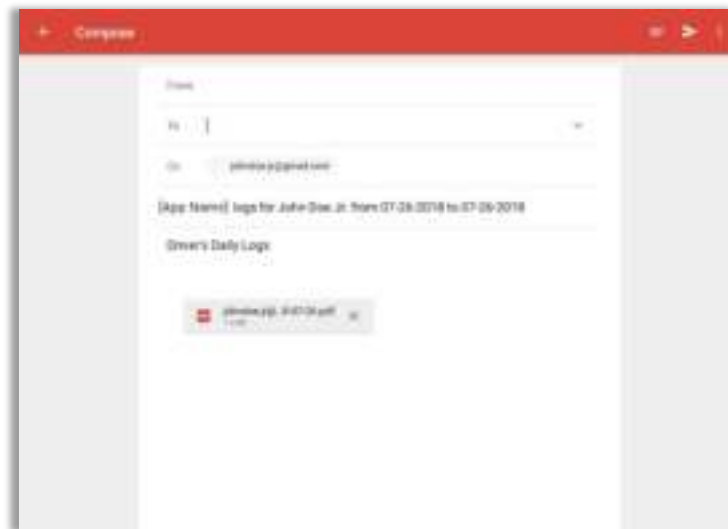 Compose
From
To
Cc
[App Name] logs for John Doe Jr. from 07-26-2018 to 07-26-2018
Driver's Daily Logs